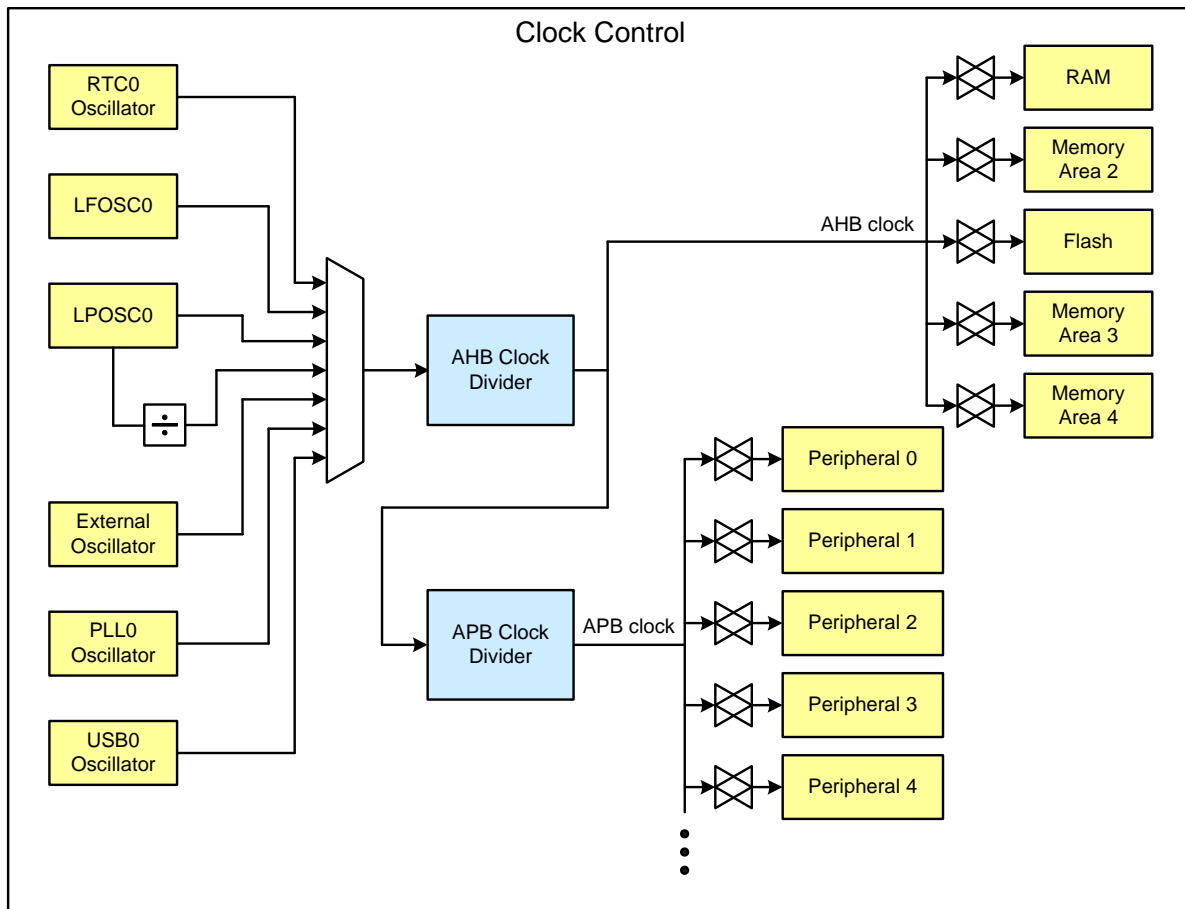 Clock Control
RTC0
Oscillator
LFOSC0
LPOSC0
÷
External
Oscillator
PLL0
Oscillator
USB0
Oscillator
AHB Clock
Divider
APB Clock
Divider
AHB clock
APB clock
RAM
Memory
Area 2
Flash
Memory
Area 3
Memory
Area 4
Peripheral 0
Peripheral 1
Peripheral 2
Peripheral 3
Peripheral 4